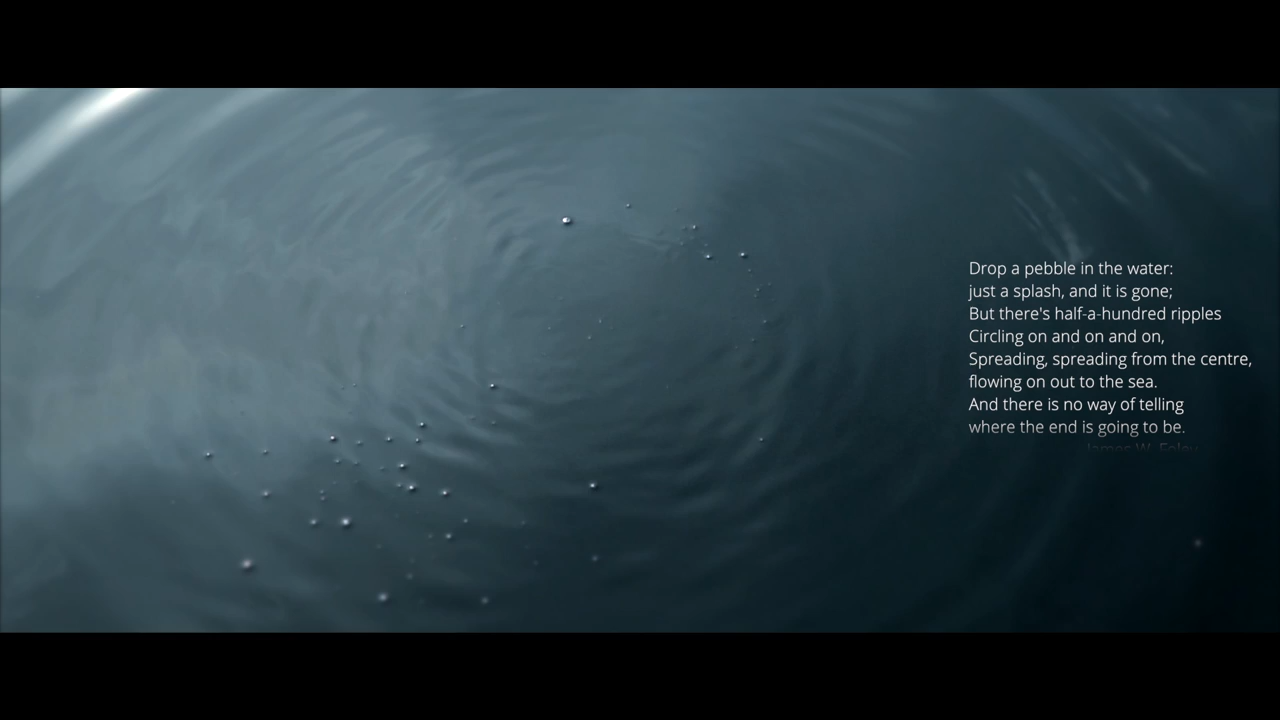 Drop a pebble in the water:
just a splash, and it is gone;
But there's half-a-hundred ripples
Circling on and on and on,
Spreading, spreading from the centre,
flowing on out to the sea.
And there is no way of telling
where the end is going to be.
James W. Foley